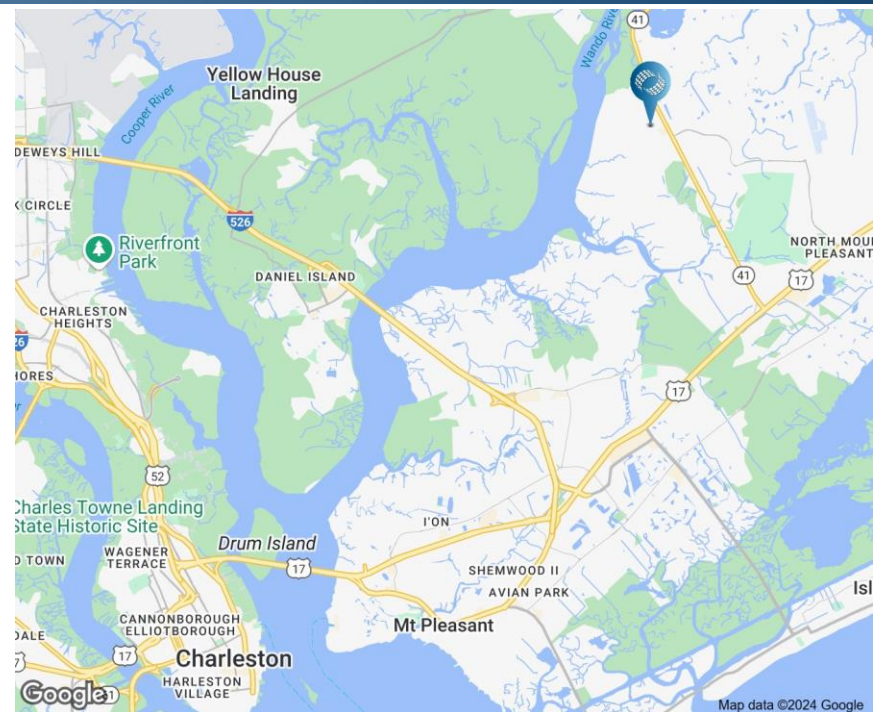 41
Wando Rive
Yellow House
Landing
Cooper River
DEWEYS HILL
K CIRCLE
526
Riverfront
Park
NORTH MOU
PLEASANT
DANIEL ISLAND
41
17
CHARLESTON
HEIGHTS
26
HORES
17
52
Charles Towne Landing
State Historic Site
I'ON
D TOWN
WAGENER
TERRACE
Drum Island
17
SHEMWOOD II
AVIAN PARK
Isl
CANNONBOROUGH
ELLIOTBOROUGH
Mt Pleasant
DALE
17
17
Charleston
HARLESTON
VILLAGE
Google
61
Map data ©2024 Google